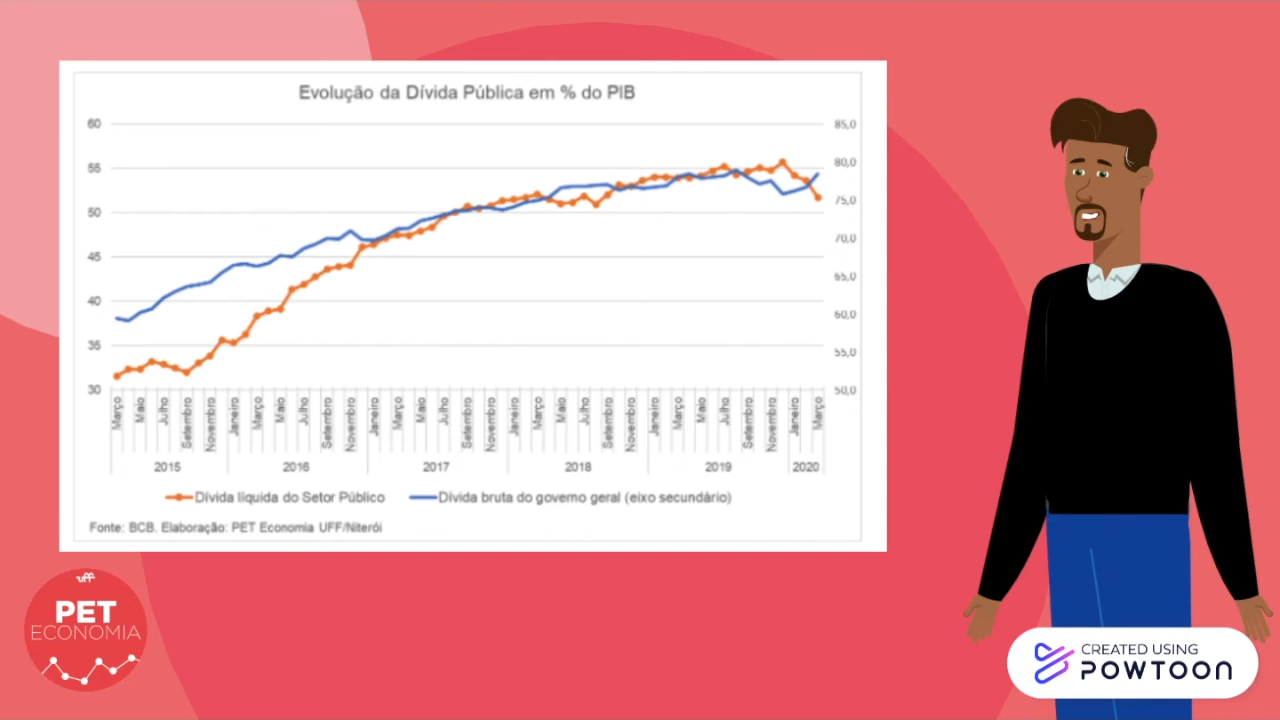 Evolução da Dívida Pública em % do PIB
60
55
50
45
40
35
30
85,0
80,0
75,0
70,0
65,0
60,0
55,0
50,0
Março
Maio
Julho
Setembro
Novembro
Janeiro
Março
Maio
Julho
Setembro
Novembro
Janeiro
Março
Maio
Julho
Setembro
Novembro
Janeiro
Março
Maio
Julho
Setembro
Novembro
Janeiro
Março
Maio
Julho
Setembro
Novembro
Janeiro
Março
2015 2016 2017 2018 2019 2020
Dívida líquida do Setor Público Dívida bruta do governo geral (eixo secundário)
Fonte: BCB. Elaboração: PET Economia UFF/Niterói
uff
PET
ECONOMIA
CREATED USING
POWTOON